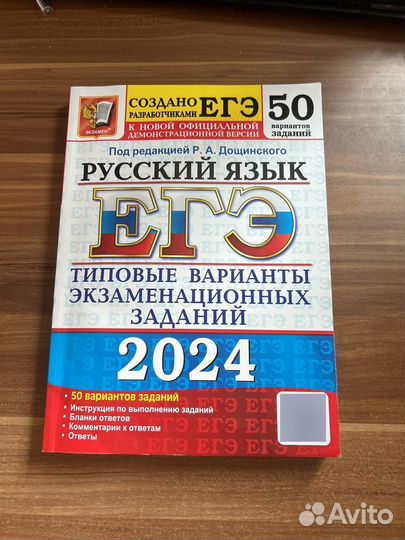 СОЗДАНО
РАЗРАБОТЧИКАМИ ЕГЭ
К НОВОЙ ОФИЦИАЛЬНОЙ
ДЕМОНСТРАЦИОННОЙ ВЕРСИИ
50
вариантов
заданий
ЭКЗАМЕН
Под редакцией Р. А. Дощинского
РУССКИЙ ЯЗЫК
ЕГЭ
ТИПОВЫЕ ВАРИАНТЫ
ЭКЗАМЕНАЦИОННЫХ
ЗАДАНИЙ
2024
• 50 вариантов заданий
• Инструкция по выполнению заданий
• Бланки ответов
• Комментарии к ответам
• Ответы
Avito